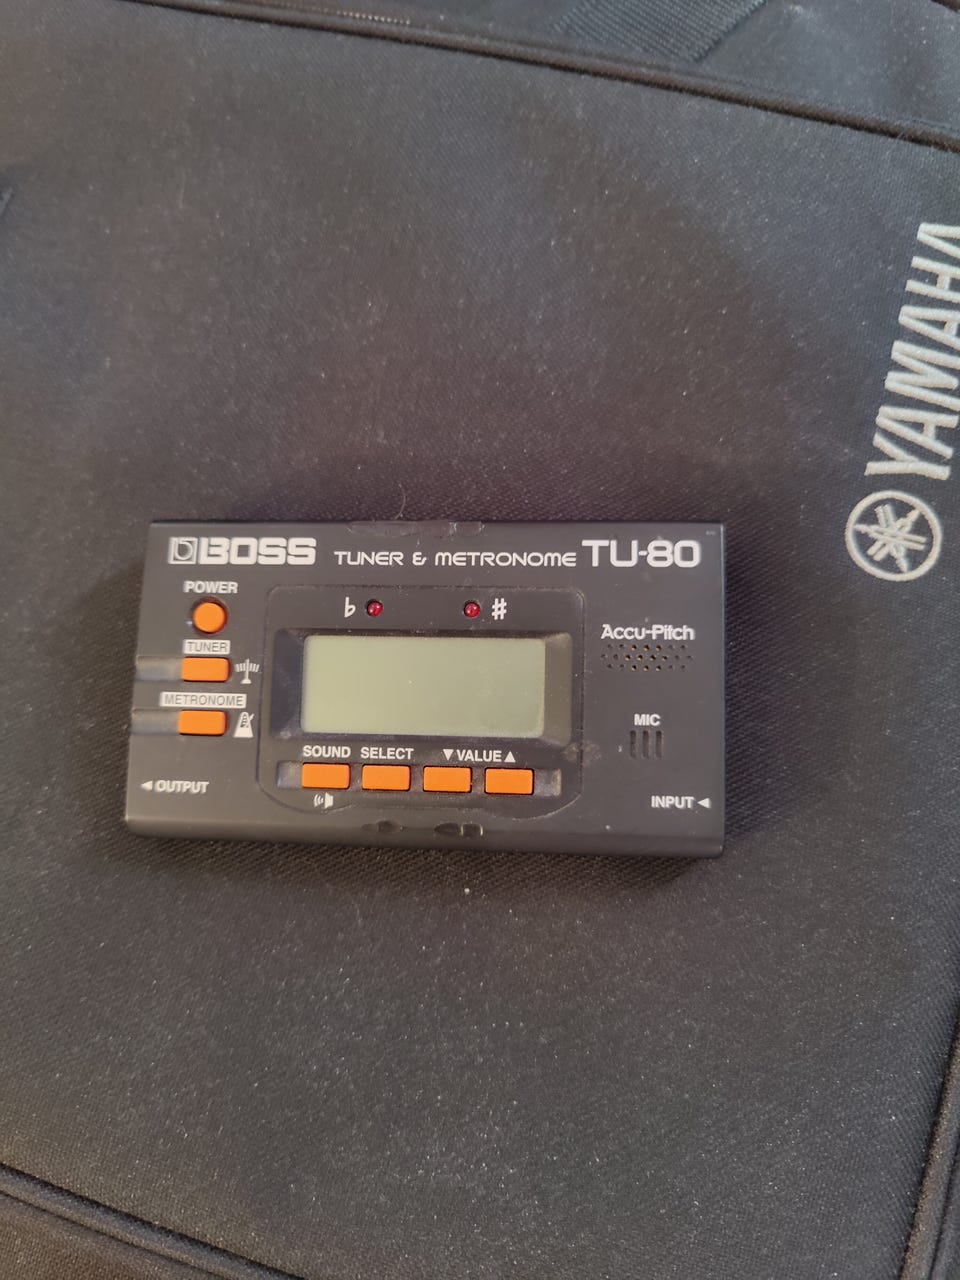 YAMAHA
BOSS TUNER & METRONOME TU-80
POWER
♭ ♯
TUNER
Accu-Pitch
METRONOME
MIC
SOUND SELECT ▼ VALUE ▲
◄ OUTPUT
INPUT ◄